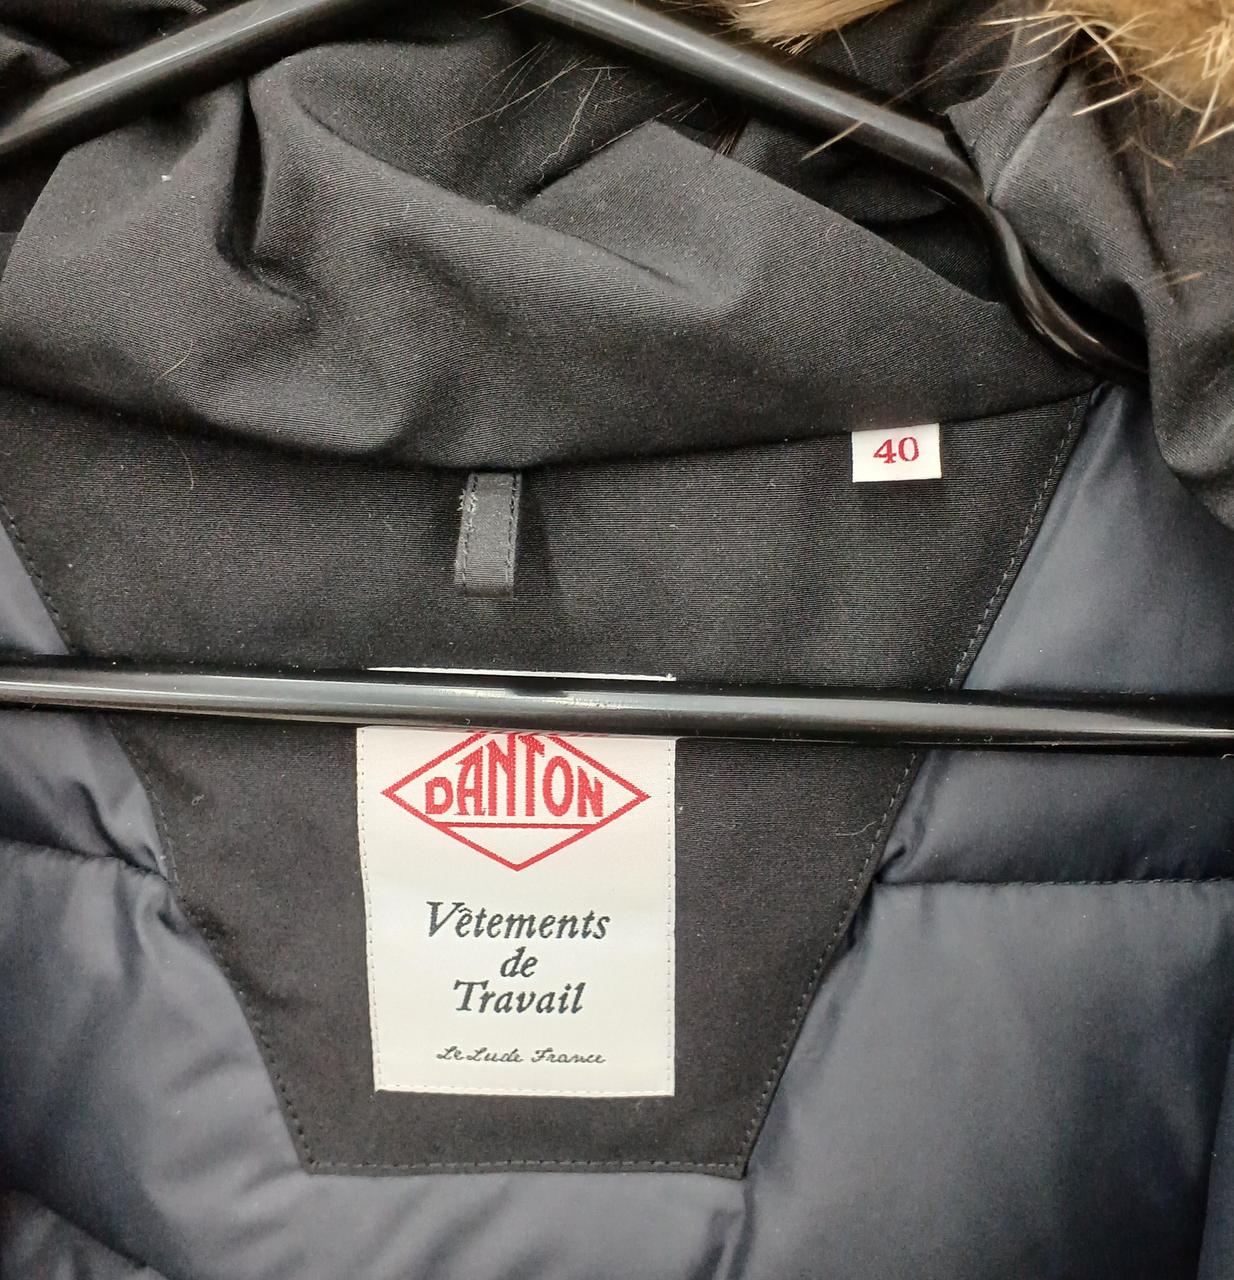 40
DANTON
Vêtements
de
Travail
Le Lude France